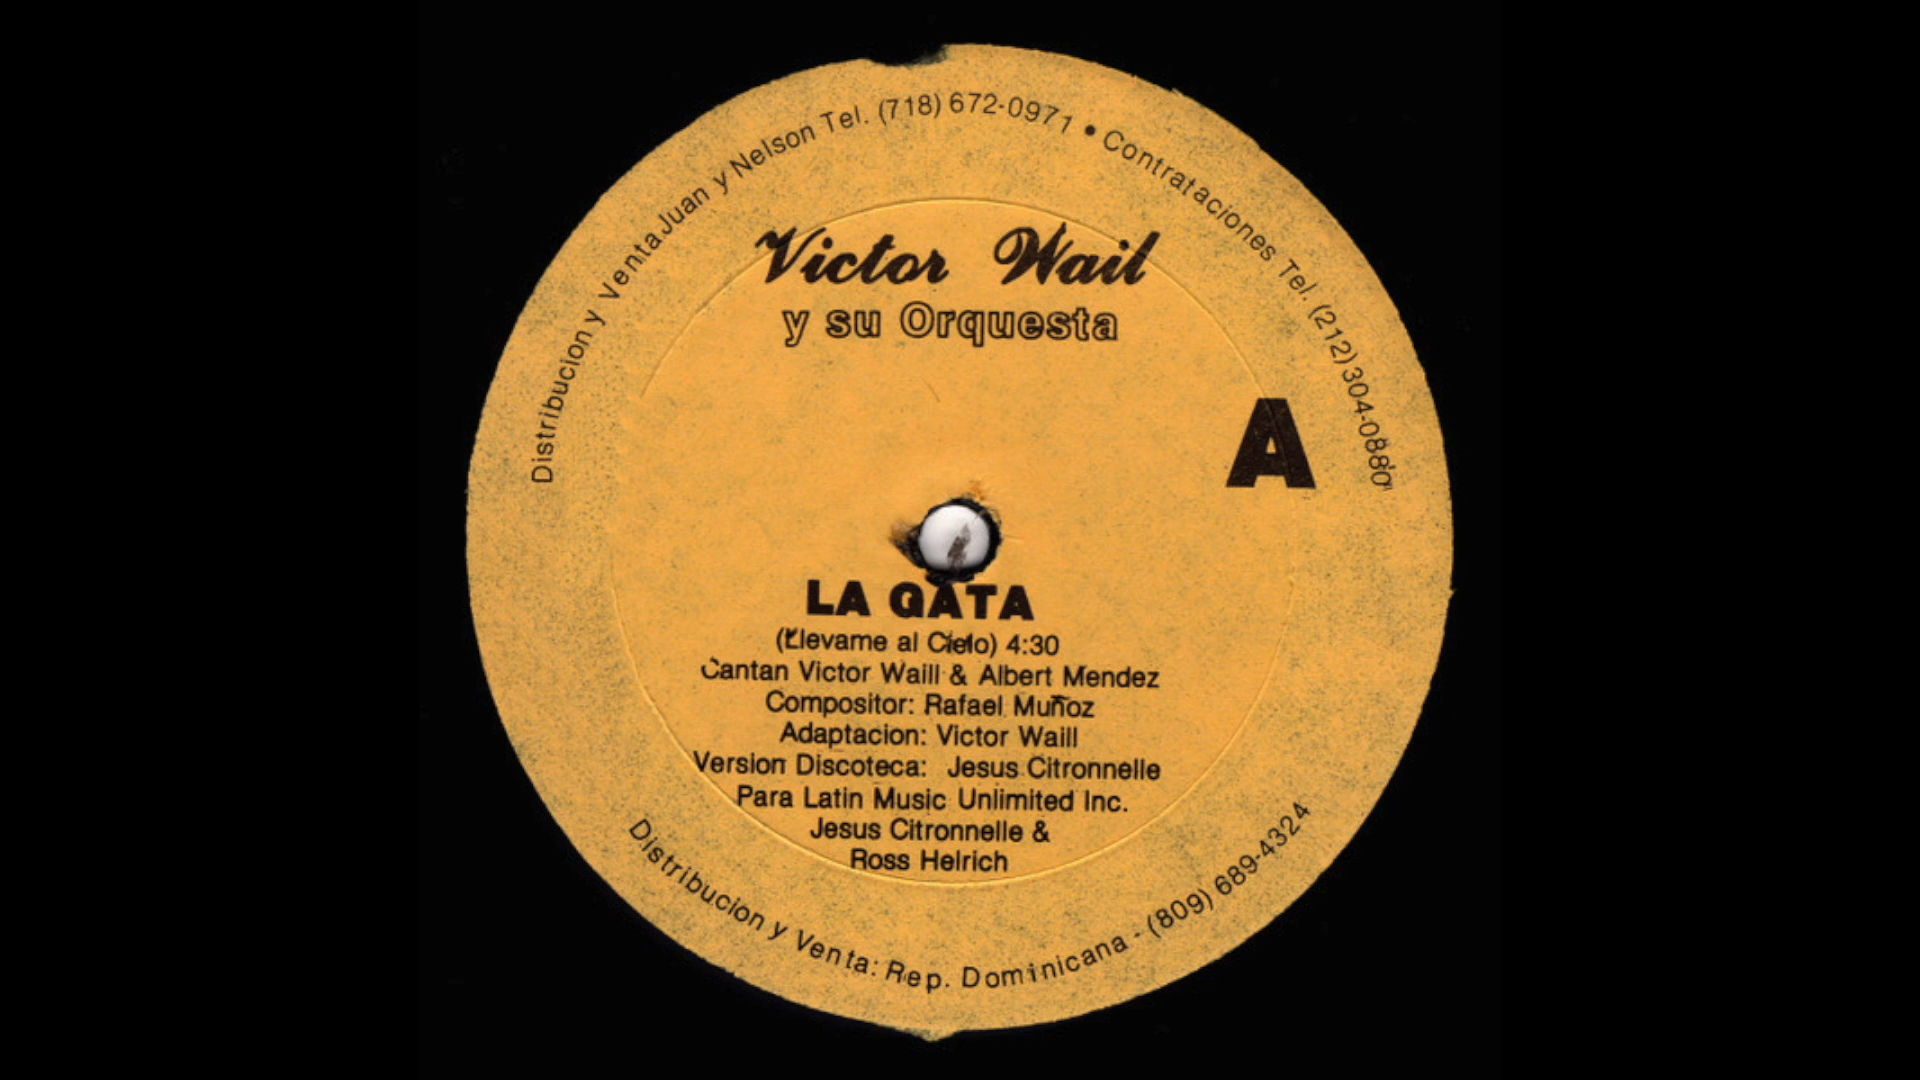 Distribucion y Venta Juan y Nelson Tel. (718) 672-0971 • Contrataciones Tel. (212) 304-0880
Victor Wail
y su Orquesta
A
LA GATA
(Llevame al Cielo) 4:30
Cantan Victor Waill & Albert Mendez
Compositor: Rafael Muñoz
Adaptacion: Victor Waill
Version Discoteca: Jesus Citronnelle
Para Latin Music Unlimited Inc.
Jesus Citronnelle &
Ross Helrich
Distribucion y Venta: Rep. Dominicana - (809) 689-4324